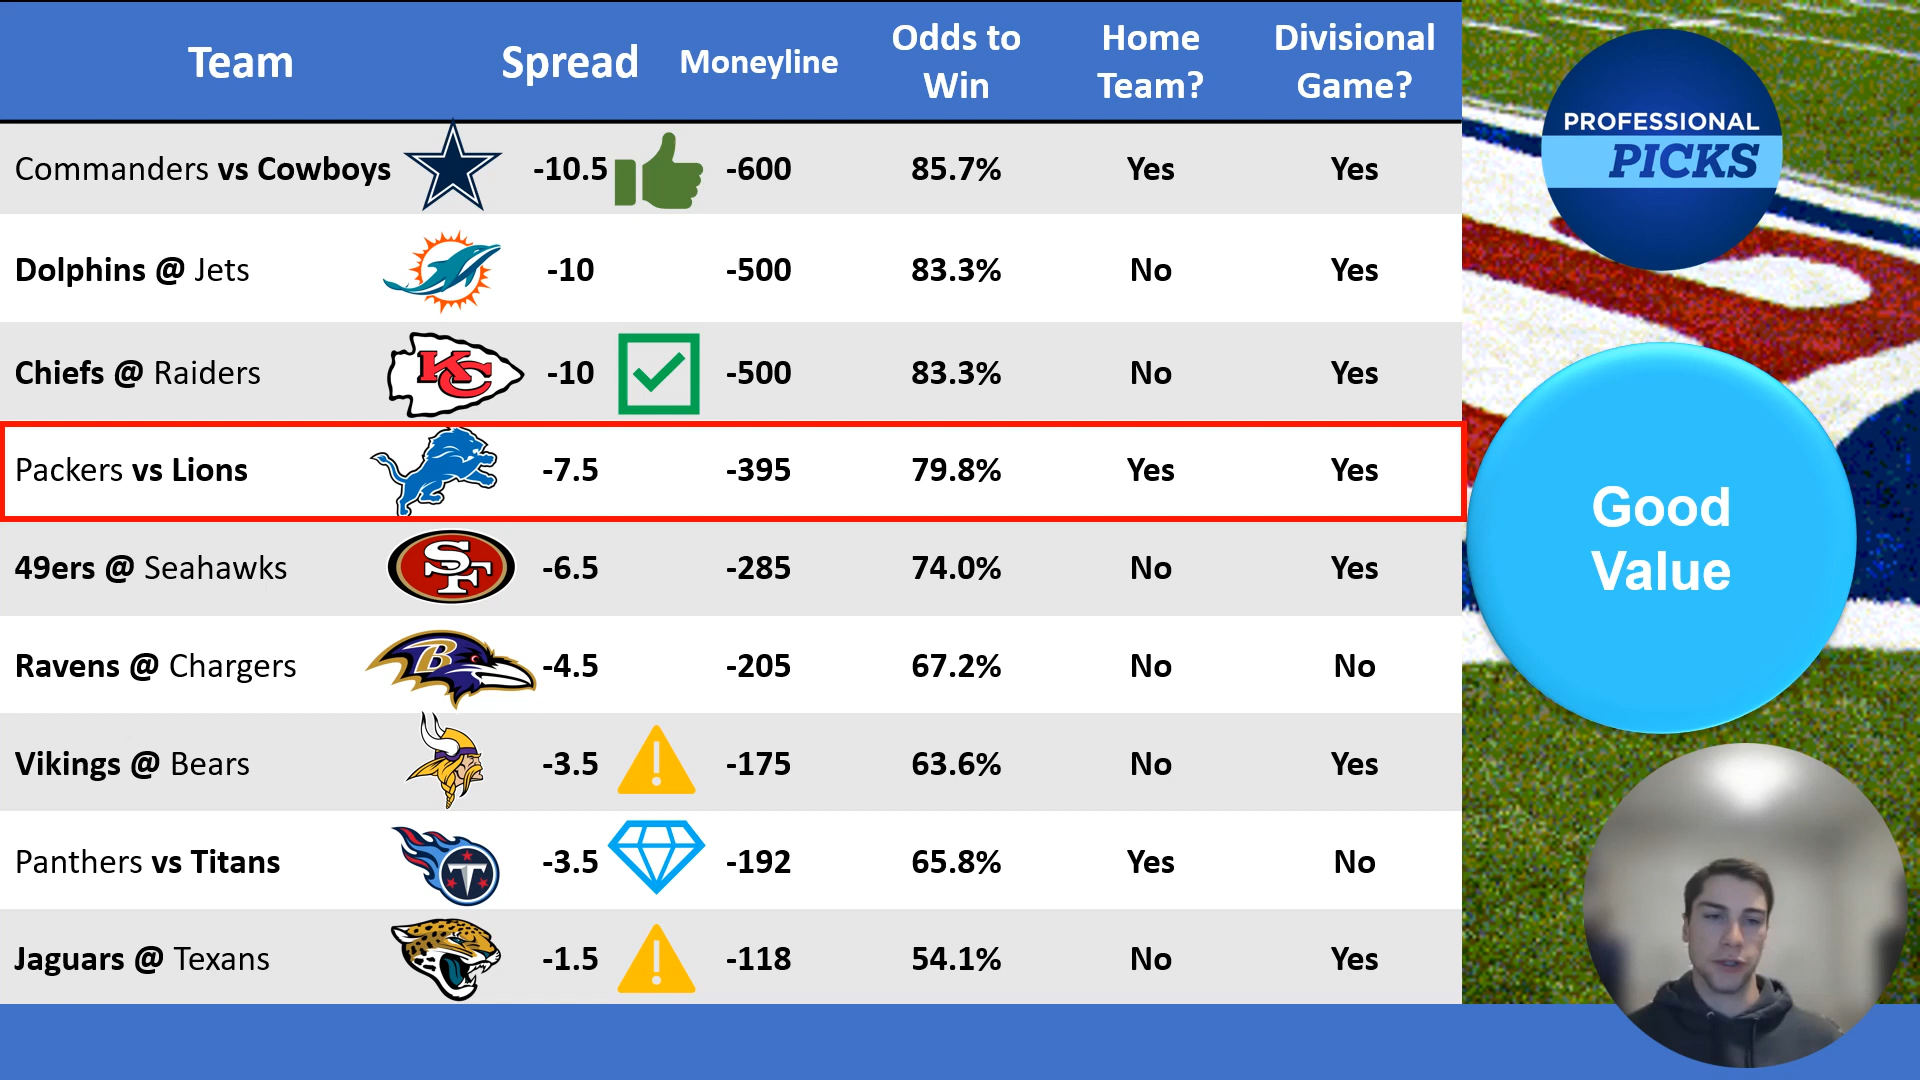 Team Spread Moneyline Odds to Win Home Team? Divisional Game?
Commanders vs Cowboys -10.5 -600 85.7% Yes Yes
Dolphins @ Jets -10 -500 83.3% No Yes
Chiefs @ Raiders KC -10 -500 83.3% No Yes
Packers vs Lions -7.5 -395 79.8% Yes Yes
49ers @ Seahawks SF -6.5 -285 74.0% No Yes
Ravens @ Chargers B -4.5 -205 67.2% No No
Vikings @ Bears -3.5 -175 63.6% No Yes
Panthers vs Titans T -3.5 -192 65.8% Yes No
Jaguars @ Texans -1.5 -118 54.1% No Yes
PROFESSIONAL
PICKS
Good
Value